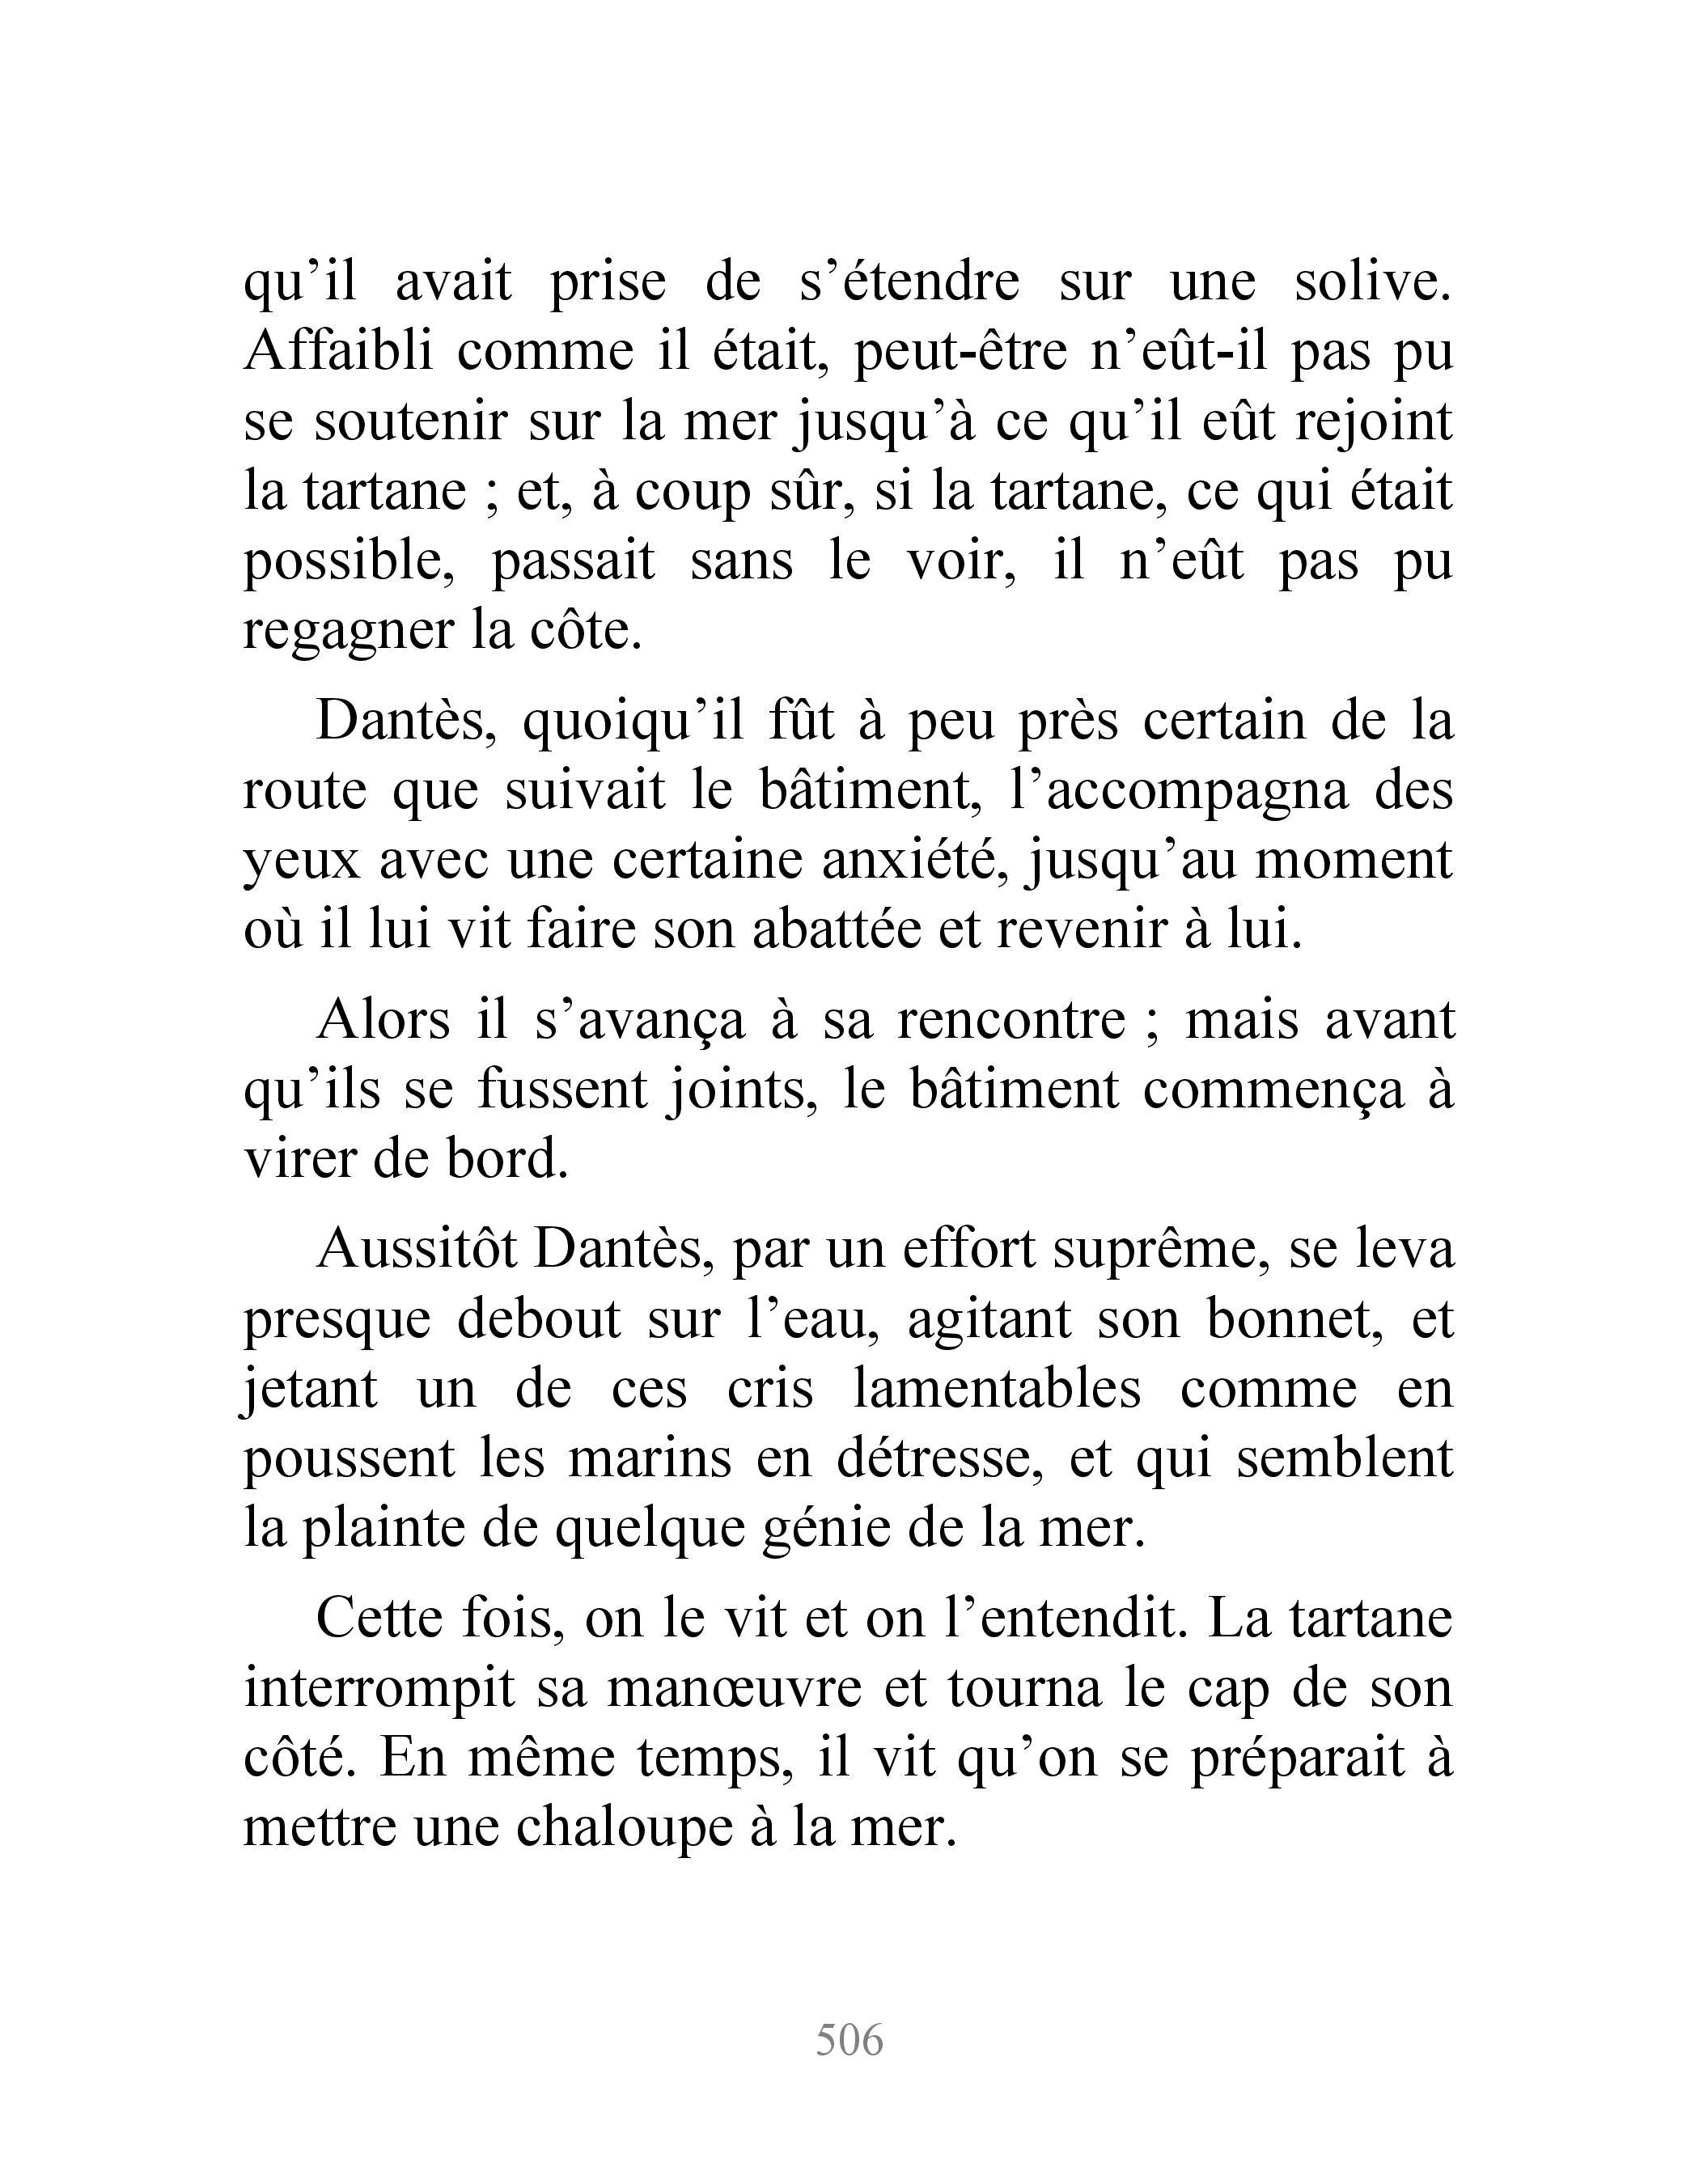 qu’il avait prise de s’étendre sur une solive.
Affaibli comme il était, peut-être n’eût-il pas pu
se soutenir sur la mer jusqu’à ce qu’il eût rejoint
la tartane ; et, à coup sûr, si la tartane, ce qui était
possible, passait sans le voir, il n’eût pas pu
regagner la côte.
Dantès, quoiqu’il fût à peu près certain de la
route que suivait le bâtiment, l’accompagna des
yeux avec une certaine anxiété, jusqu’au moment
où il lui vit faire son abattée et revenir à lui.
Alors il s’avança à sa rencontre ; mais avant
qu’ils se fussent joints, le bâtiment commença à
virer de bord.
Aussitôt Dantès, par un effort suprême, se leva
presque debout sur l’eau, agitant son bonnet, et
jetant un de ces cris lamentables comme en
poussent les marins en détresse, et qui semblent
la plainte de quelque génie de la mer.
Cette fois, on le vit et on l’entendit. La tartane
interrompit sa manœuvre et tourna le cap de son
côté. En même temps, il vit qu’on se préparait à
mettre une chaloupe à la mer.
506